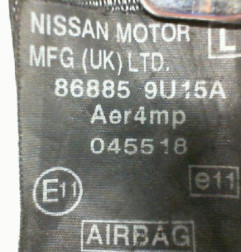 NISSAN MOTOR L
MFG (UK) LTD.
86885 9U15A
Aer4mp
045518
E11 e11
AIRBAG